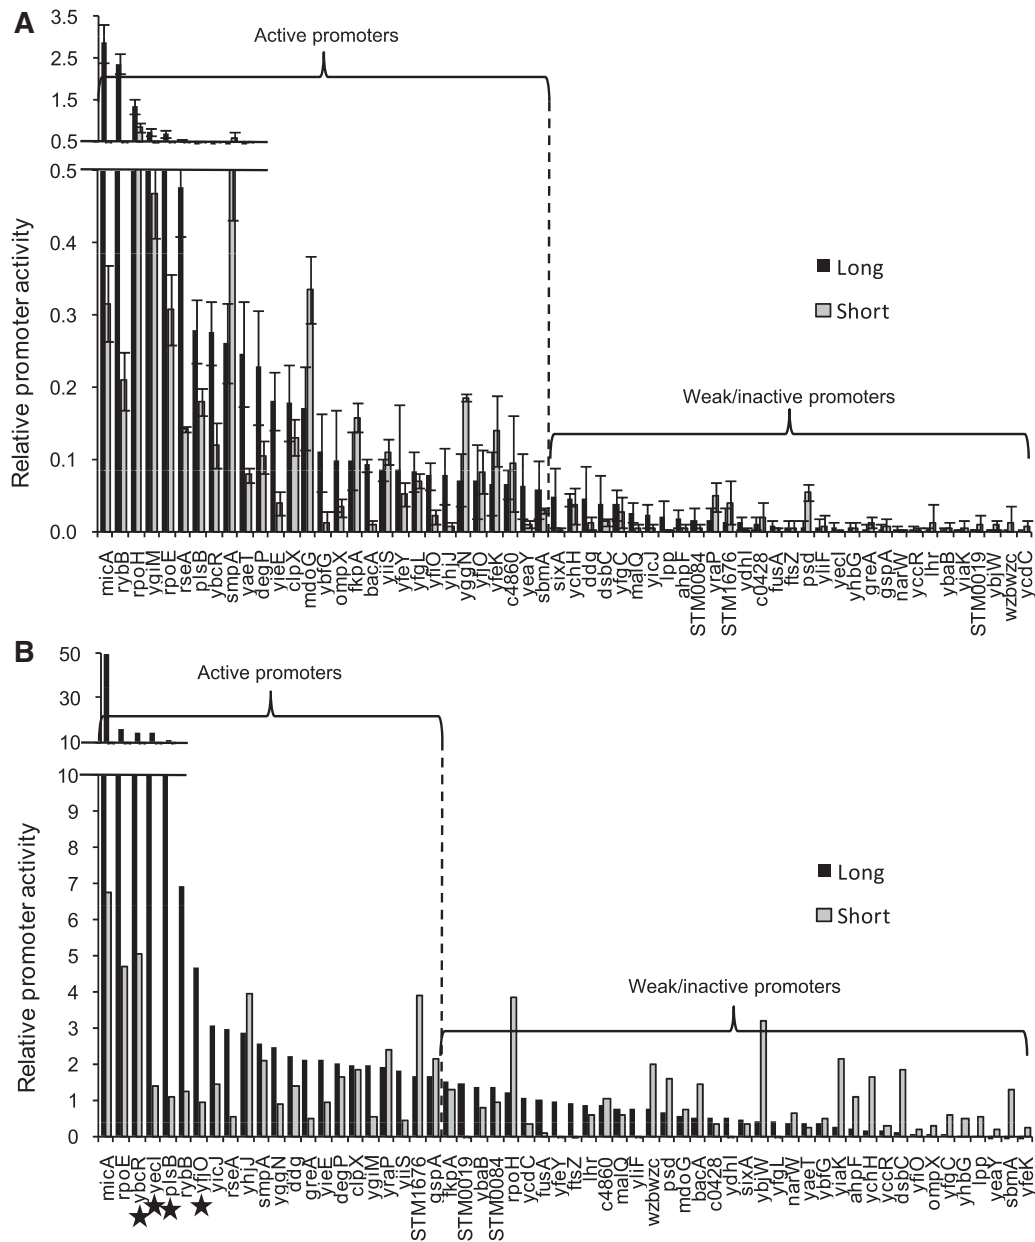 A
3.5
2.5
1.5
0.5
Active promoters
0.5
0.4
0.3
0.2
0.1
0.0
Relative promoter activity
Long
Short
Weak/inactive promoters
micA
rybB
rpoH
ygiM
rpoE
rseA
plsB
ybcR
smpA
yaeT
degP
yieE
clpX
mdoG
ybfG
ompX
fkpA
bacA
yiiS
yfeY
yfgL
yfiO
yhjJ
yggN
yfjO
yfeK
c4860
yeaY
sbmA
sixA
ychH
ddg
dsbC
yfgC
malQ
yicJ
lpp
ahpF
STM0084
yraP
STM1676
ydhI
c0428
fusA
ftsZ
psd
yliF
yecI
yhbG
greA
gspA
narW
yccR
lhr
ybaB
yiaK
STM0019
ybjW
wzbwzc
ycdC
B
50
30
10
Active promoters
10
9
8
7
6
5
4
3
2
1
0
Relative promoter activity
Long
Short
Weak/inactive promoters
micA
rpoE
ybcR
yecI
plsB
rybB
yfjO
yicJ
rseA
yhjJ
smpA
yggN
ddg
greA
yieE
degP
clpX
ygiM
yraP
yiiS
STM1676
gspA
fkpA
STM0019
ybaB
STM0084
rpoH
ycdC
fusA
yfeY
ftsZ
lhr
c4860
malQ
yliF
wzbwzc
psd
mdoG
bacA
c0428
ydhI
sixA
ybjW
yfgL
narW
yaeT
ybfG
yiaK
ahpF
ychH
yccR
dsbC
yfiO
ompX
yfgC
yhbG
lpp
yeaY
sbmA
yfeK